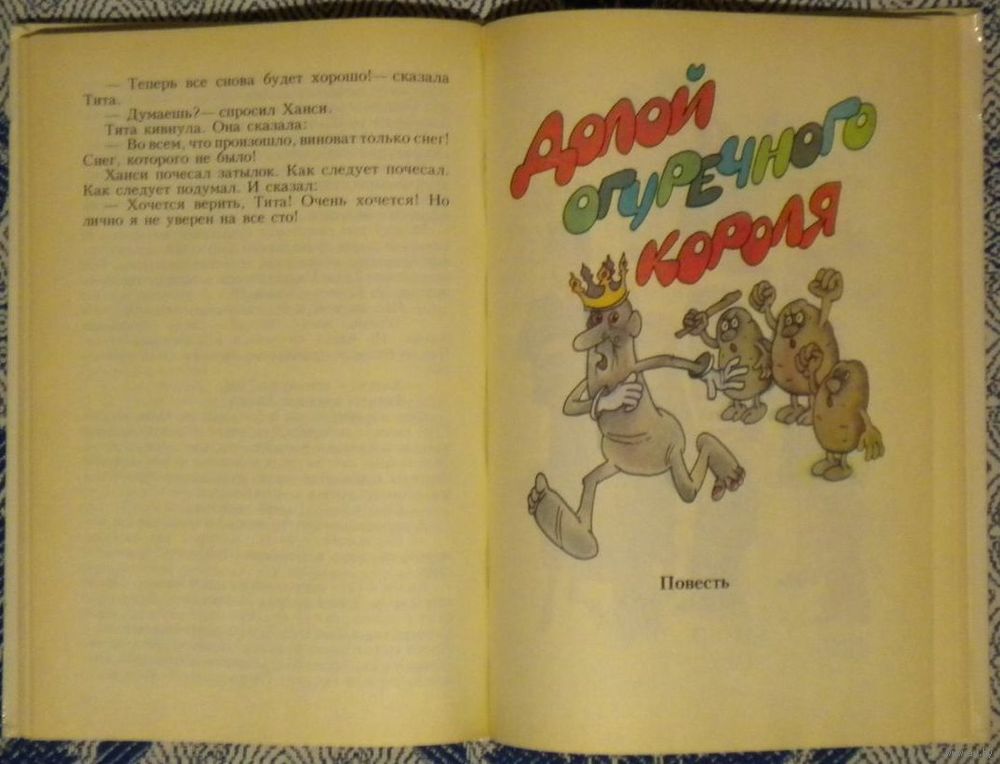 — Теперь все снова будет хорошо!— сказала
Тита.
— Думаешь?— спросил Ханси.
Тита кивнула. Она сказала:
— Во всем, что произошло, виноват только снег!
Снег, которого не было!
Ханси почесал затылок. Как следует почесал.
Как следует подумал. И сказал:
— Хочется верить, Тита! Очень хочется! Но
лично я не уверен на все сто!
Долой
огуречного
короля
Повесть